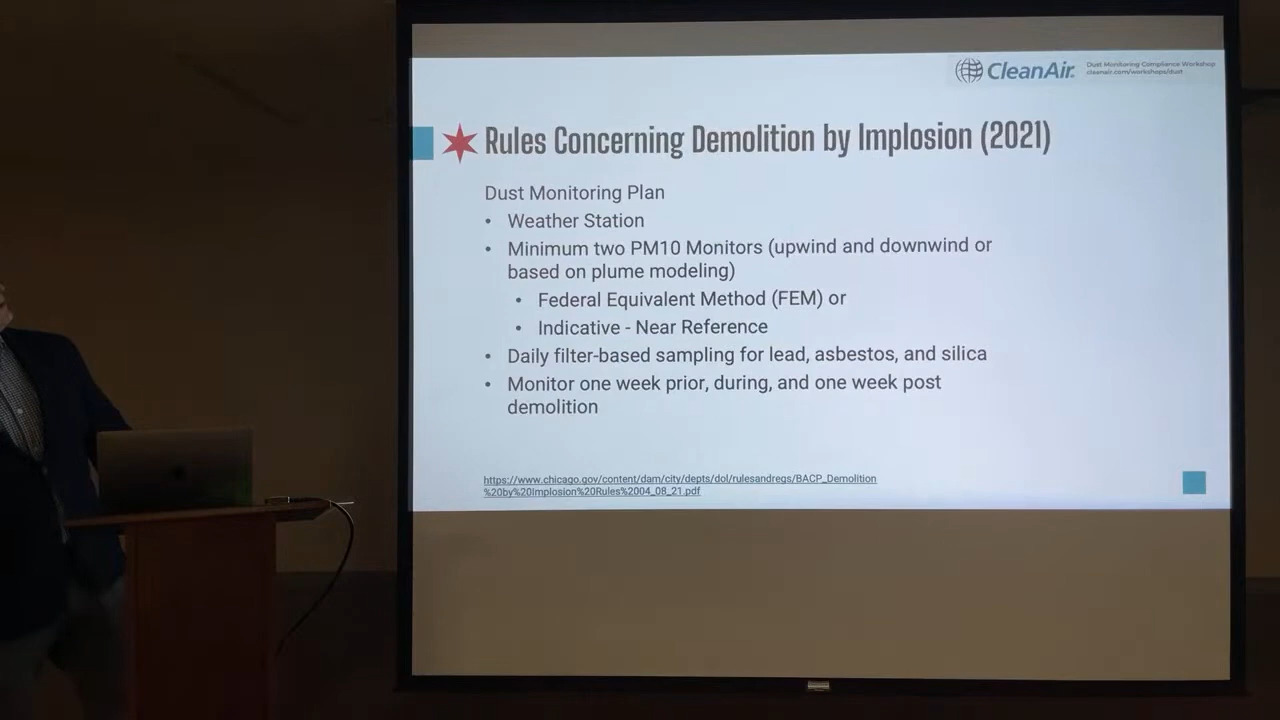 CleanAir.
Dust Monitoring Compliance Workshop
cleanair.com/workshops/dust
Rules Concerning Demolition by Implosion (2021)
Dust Monitoring Plan
• Weather Station
• Minimum two PM10 Monitors (upwind and downwind or
based on plume modeling)
• Federal Equivalent Method (FEM) or
• Indicative - Near Reference
• Daily filter-based sampling for lead, asbestos, and silica
• Monitor one week prior, during, and one week post
demolition
https://www.chicago.gov/content/dam/city/depts/dol/rulesandregs/BACP_Demolition
%20by%20Implosion%20Rules%2004_08_21.pdf